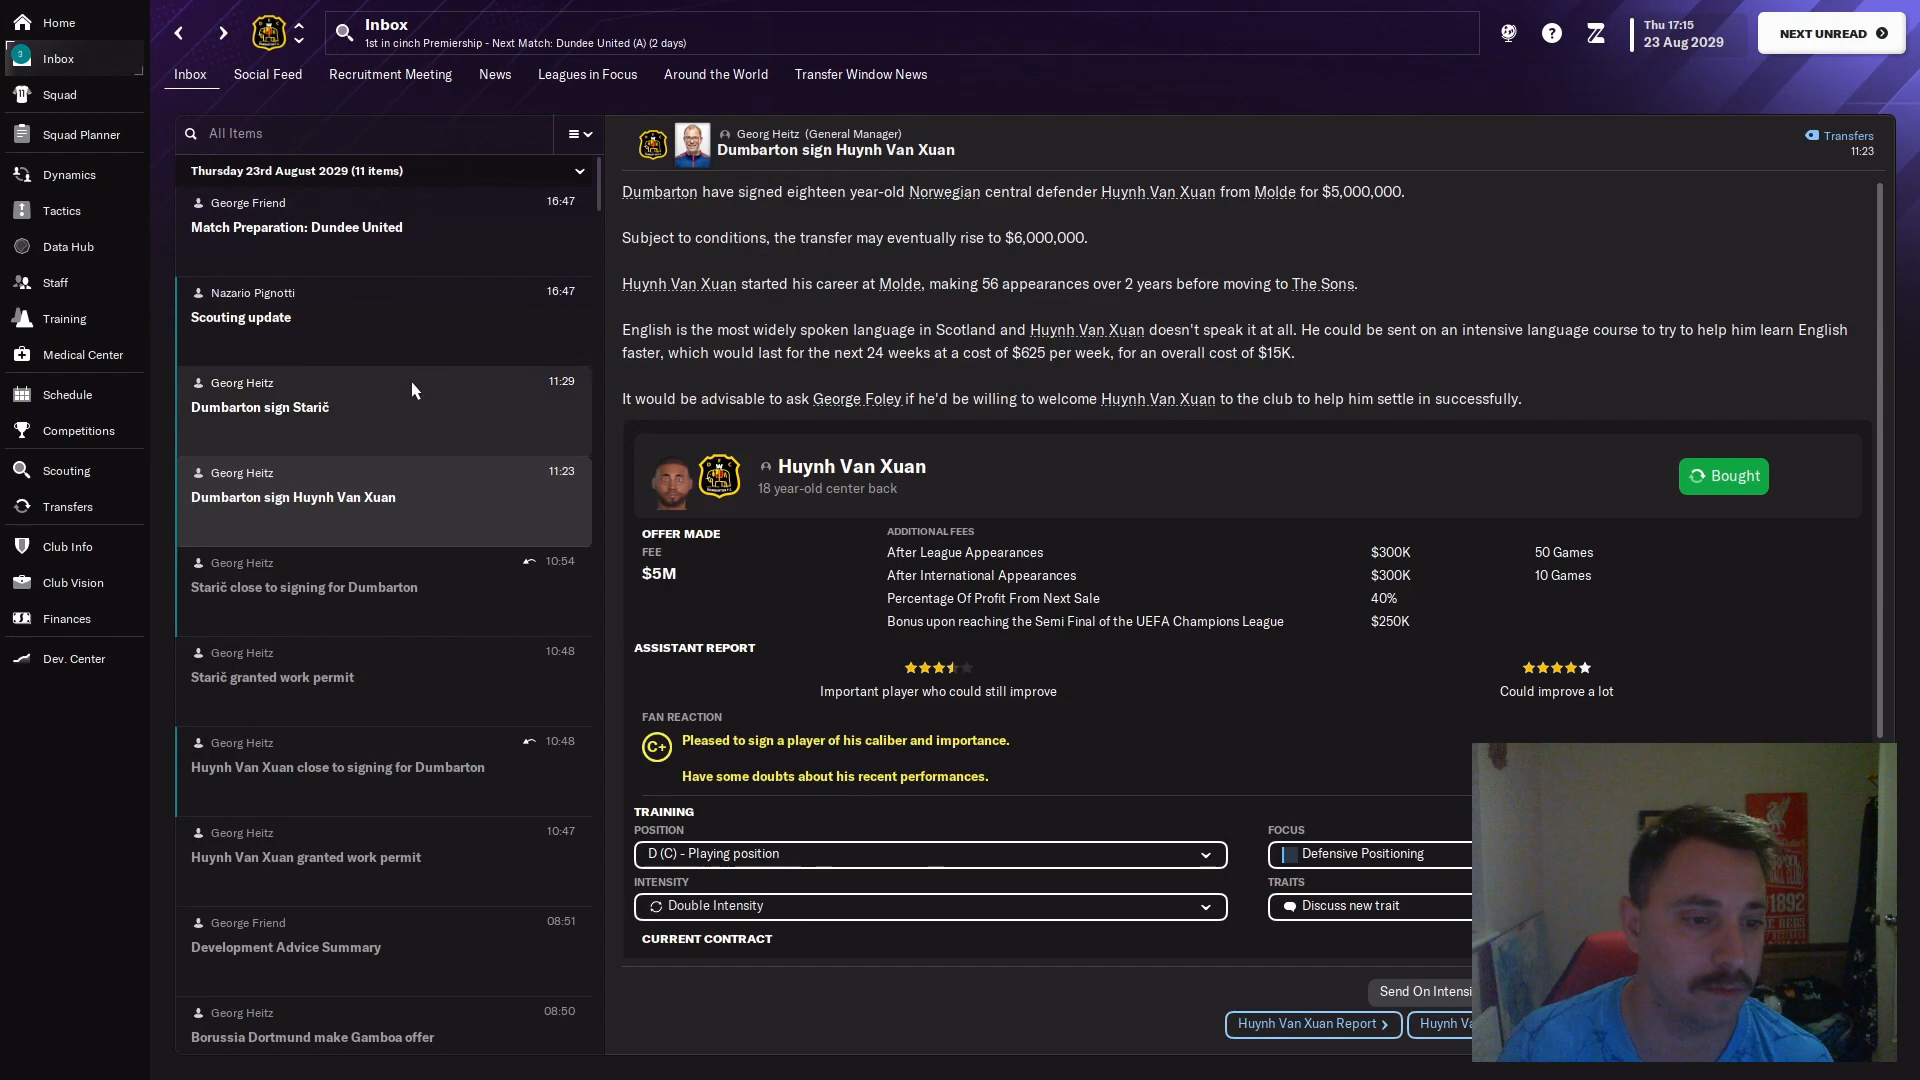 Home
3
Inbox
Squad
Squad Planner
Dynamics
Tactics
Data Hub
Staff
Training
Medical Center
Schedule
Competitions
Scouting
Transfers
Club Info
Club Vision
Finances
Dev. Center
Inbox
1st in cinch Premiership - Next Match: Dundee United (A) (2 days)
Thu 17:15
23 Aug 2029
NEXT UNREAD
Inbox Social Feed Recruitment Meeting News Leagues in Focus Around the World Transfer Window News
All Items
Thursday 23rd August 2029 (11 items)
George Friend 16:47
Match Preparation: Dundee United
Nazario Pignotti 16:47
Scouting update
Georg Heitz 11:29
Dumbarton sign Starič
Georg Heitz 11:23
Dumbarton sign Huynh Van Xuan
Georg Heitz 10:54
Starič close to signing for Dumbarton
Georg Heitz 10:48
Starič granted work permit
Georg Heitz 10:48
Huynh Van Xuan close to signing for Dumbarton
Georg Heitz 10:47
Huynh Van Xuan granted work permit
George Friend 08:51
Development Advice Summary
Georg Heitz 08:50
Borussia Dortmund make Gamboa offer
Georg Heitz (General Manager)
Dumbarton sign Huynh Van Xuan
Transfers
11:23
Dumbarton have signed eighteen year-old Norwegian central defender Huynh Van Xuan from Molde for $5,000,000.
Subject to conditions, the transfer may eventually rise to $6,000,000.
Huynh Van Xuan started his career at Molde, making 56 appearances over 2 years before moving to The Sons.
English is the most widely spoken language in Scotland and Huynh Van Xuan doesn't speak it at all. He could be sent on an intensive language course to try to help him learn English
faster, which would last for the next 24 weeks at a cost of $625 per week, for an overall cost of $15K.
It would be advisable to ask George Foley if he'd be willing to welcome Huynh Van Xuan to the club to help him settle in successfully.
Huynh Van Xuan
18 year-old center back
Bought
OFFER MADE
FEE
$5M
ADDITIONAL FEES
After League Appearances $300K 50 Games
After International Appearances $300K 10 Games
Percentage Of Profit From Next Sale 40%
Bonus upon reaching the Semi Final of the UEFA Champions League $250K
ASSISTANT REPORT
Important player who could still improve
Could improve a lot
FAN REACTION
C+
Pleased to sign a player of his caliber and importance.
Have some doubts about his recent performances.
TRAINING
POSITION
D (C) - Playing position
FOCUS
Defensive Positioning
INTENSITY
Double Intensity
TRAITS
Discuss new trait
CURRENT CONTRACT
Send On Intensi
Huynh Van Xuan Report
Huynh Va
1892